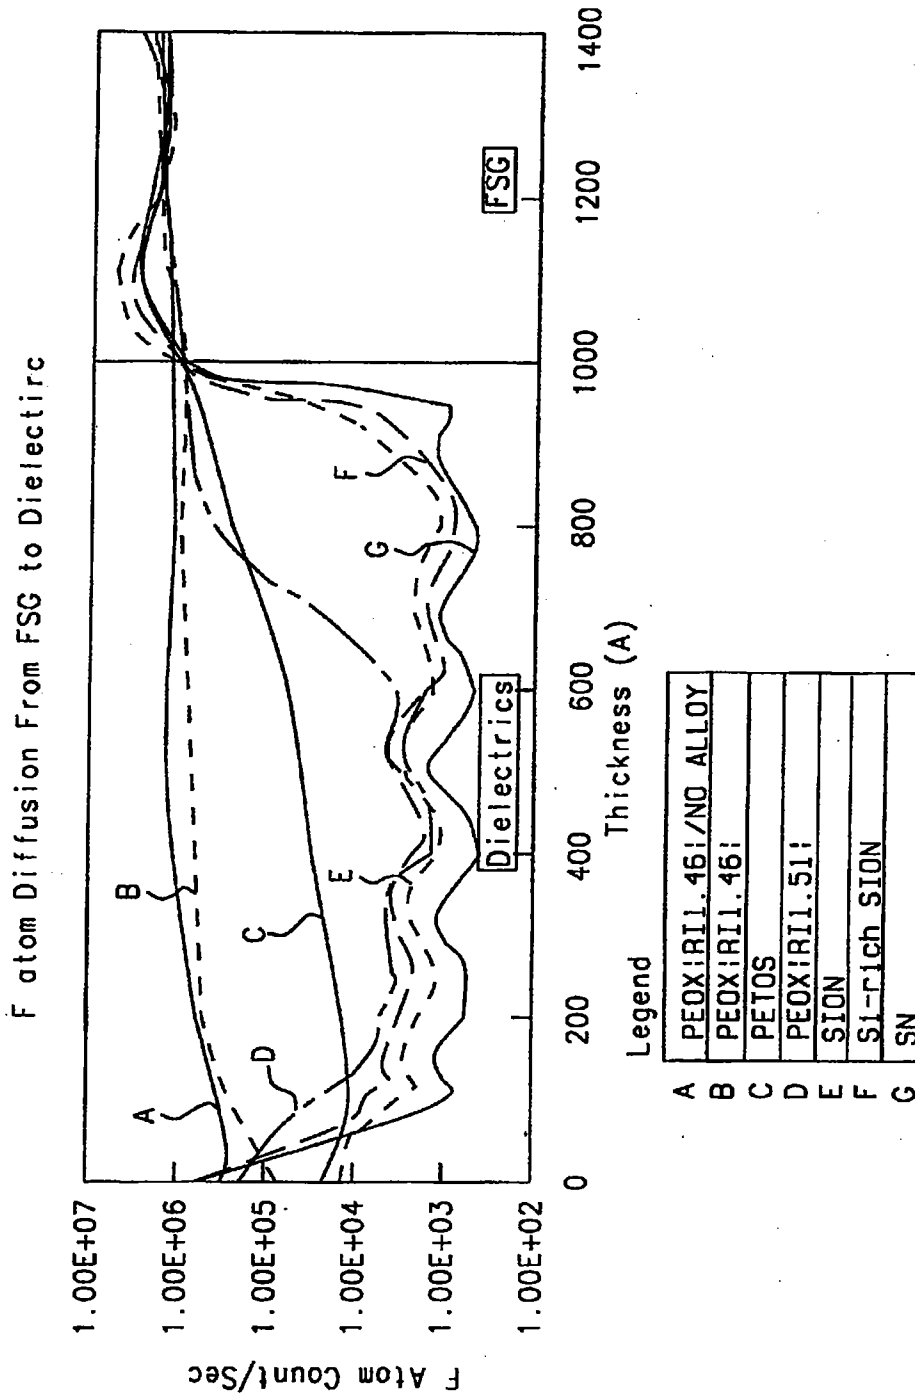 F atom Diffusion From FSG to Dielectirc
F Atom Count/Sec
1.00E+07
1.00E+06
1.00E+05
1.00E+04
1.00E+03
1.00E+02
0
200
400
600
800
1000
1200
1400
Thickness (A)
A
B
C
D
E
F
G
Dielectrics
FSG
Legend
A PEOX¦RI1.46¦/NO ALLOY
B PEOX¦RI1.46¦
C PETOS
D PEOX¦RI1.51¦
E SION
F Si-rich SION
G SN